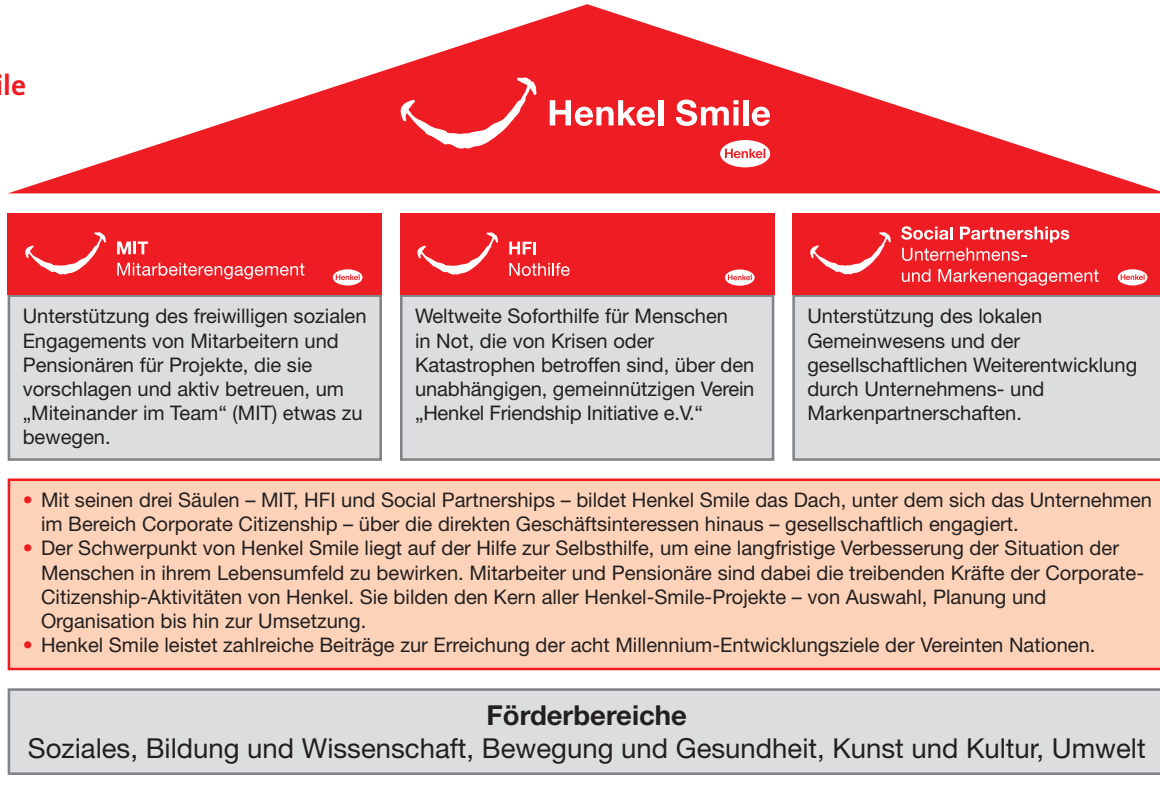 ile
Henkel Smile
Henkel
MIT
Mitarbeiterengagement
Henkel
Unterstützung des freiwilligen sozialen
Engagements von Mitarbeitern und
Pensionären für Projekte, die sie
vorschlagen und aktiv betreuen, um
„Miteinander im Team“ (MIT) etwas zu
bewegen.
HFI
Nothilfe
Henkel
Weltweite Soforthilfe für Menschen
in Not, die von Krisen oder
Katastrophen betroffen sind, über den
unabhängigen, gemeinnützigen Verein
„Henkel Friendship Initiative e.V.“
Social Partnerships
Unternehmens-
und Markenengagement
Henkel
Unterstützung des lokalen
Gemeinwesens und der
gesellschaftlichen Weiterentwicklung
durch Unternehmens- und
Markenpartnerschaften.
• Mit seinen drei Säulen – MIT, HFI und Social Partnerships – bildet Henkel Smile das Dach, unter dem sich das Unternehmen
im Bereich Corporate Citizenship – über die direkten Geschäftsinteressen hinaus – gesellschaftlich engagiert.
• Der Schwerpunkt von Henkel Smile liegt auf der Hilfe zur Selbsthilfe, um eine langfristige Verbesserung der Situation der
Menschen in ihrem Lebensumfeld zu bewirken. Mitarbeiter und Pensionäre sind dabei die treibenden Kräfte der Corporate-
Citizenship-Aktivitäten von Henkel. Sie bilden den Kern aller Henkel-Smile-Projekte – von Auswahl, Planung und
Organisation bis hin zur Umsetzung.
• Henkel Smile leistet zahlreiche Beiträge zur Erreichung der acht Millennium-Entwicklungsziele der Vereinten Nationen.
Förderbereiche
Soziales, Bildung und Wissenschaft, Bewegung und Gesundheit, Kunst und Kultur, Umwelt